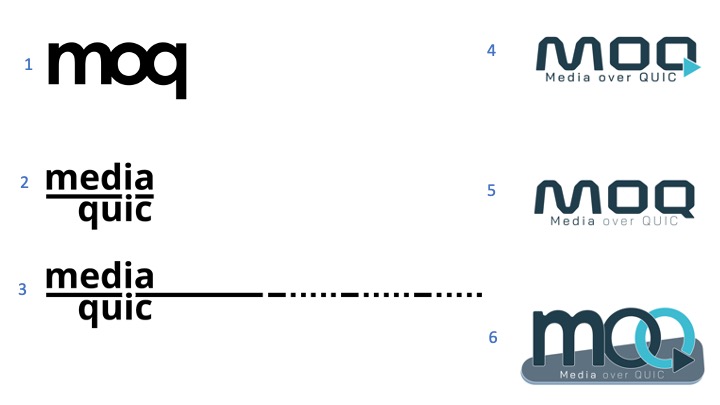 1
moq
2
media
quic
3
media
quic
4
MOQ
Media over QUIC
5
MOQ
Media over QUIC
6
moQ
Media over QUIC